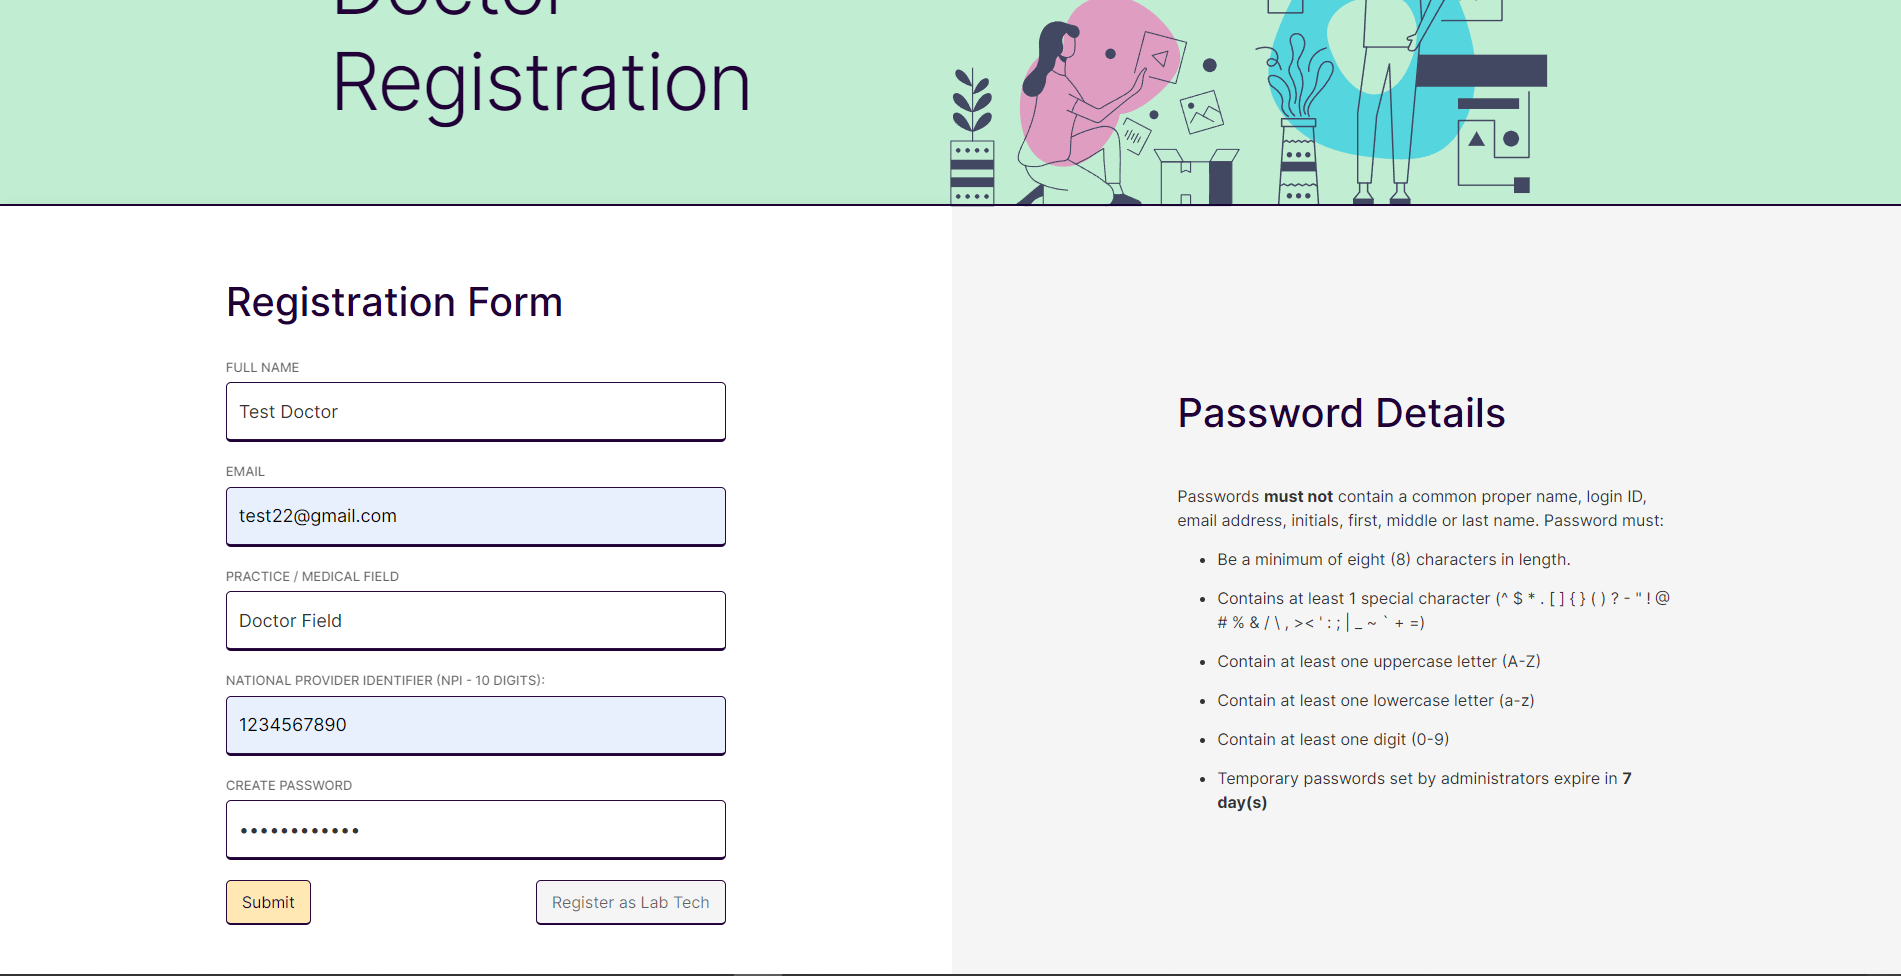 Doctor
Registration
Registration Form
FULL NAME
Test Doctor
EMAIL
test22@gmail.com
PRACTICE / MEDICAL FIELD
Doctor Field
NATIONAL PROVIDER IDENTIFIER (NPI - 10 DIGITS):
1234567890
CREATE PASSWORD
••••••••••••
Submit
Register as Lab Tech
Password Details
Passwords must not contain a common proper name, login ID,
email address, initials, first, middle or last name. Password must:
• Be a minimum of eight (8) characters in length.
• Contains at least 1 special character (^ $ * . [ ] { } ( ) ? - " ! @
# % & / \ , > < ' : ; | _ ~ ` + =)
• Contain at least one uppercase letter (A-Z)
• Contain at least one lowercase letter (a-z)
• Contain at least one digit (0-9)
• Temporary passwords set by administrators expire in 7
day(s)